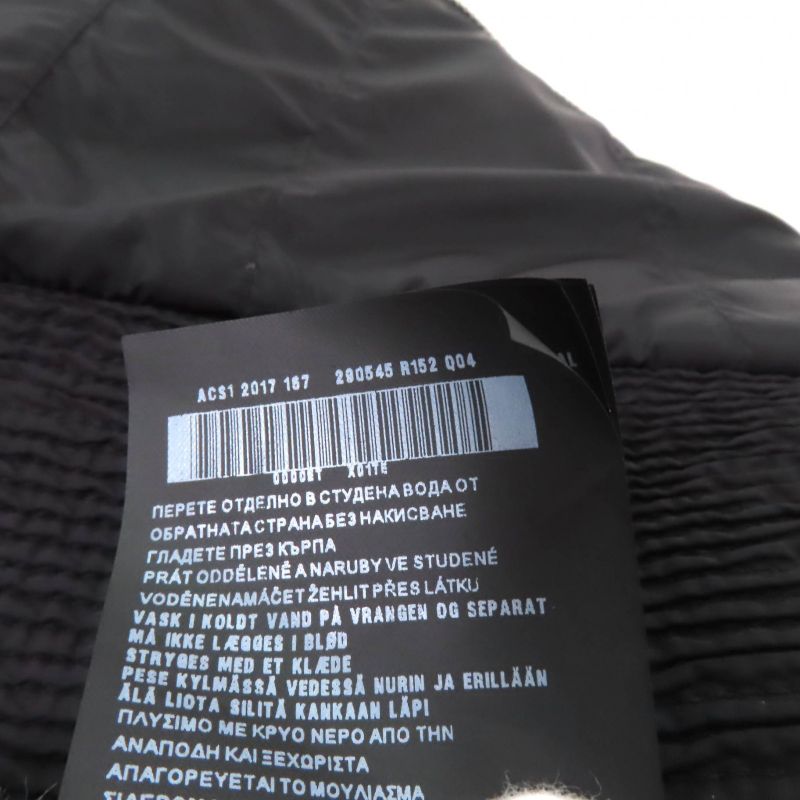 ACS1 2017 167 290545 R152 Q04
X01TE
ПЕРЕТЕ ОТДЕЛНО В СТУДЕНА ВОДА ОТ
ОБРАТНАТА СТРАНА БЕЗ НАКИСВАНЕ
ГЛАДЕТЕ ПРЕЗ КЪРПА
PRÁT ODDĚLENĚ A NARUBY VE STUDENÉ
VODĚNENAMÁČET ŽEHLIT PŘES LÁTKU
VASK I KOLDT VAND PÅ VRANGEN OG SEPARAT
MÅ IKKE LÆGGES I BLØD
STRYGES MED ET KLÆDE
PESE KYLMÄSSÄ VEDESSÄ NURIN JA ERILLÄÄN
ÄLÄ LIOTA SILITÄ KANKAAN LÄPI
ΠΛΥΣΙΜΟ ΜΕ ΚΡΥΟ ΝΕΡΟ ΑΠΟ ΤΗΝ
ΑΝΑΠΟΔΗ ΚΑΙ ΞΕΧΩΡΙΣΤΑ
ΑΠΑΓΟΡΕΥΕΤΑΙ ΤΟ ΜΟΥΛΙΑΣΜΑ